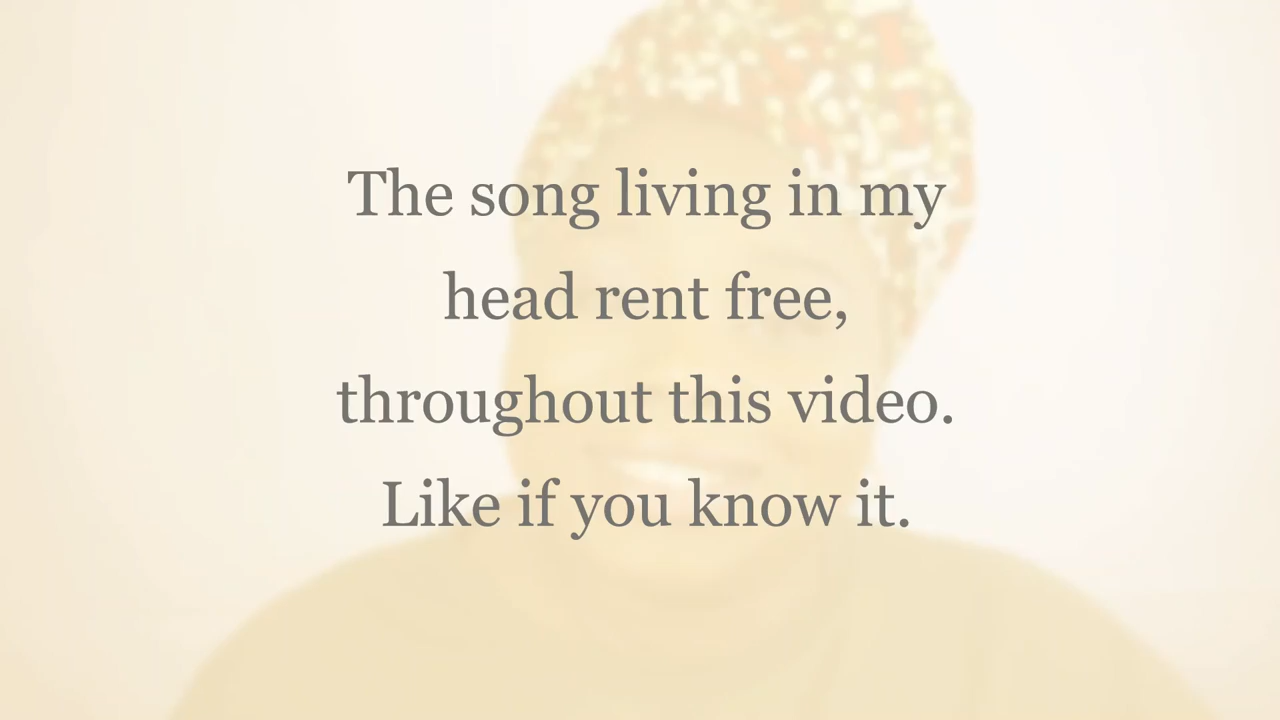 The song living in my
head rent free,
throughout this video.
Like if you know it.